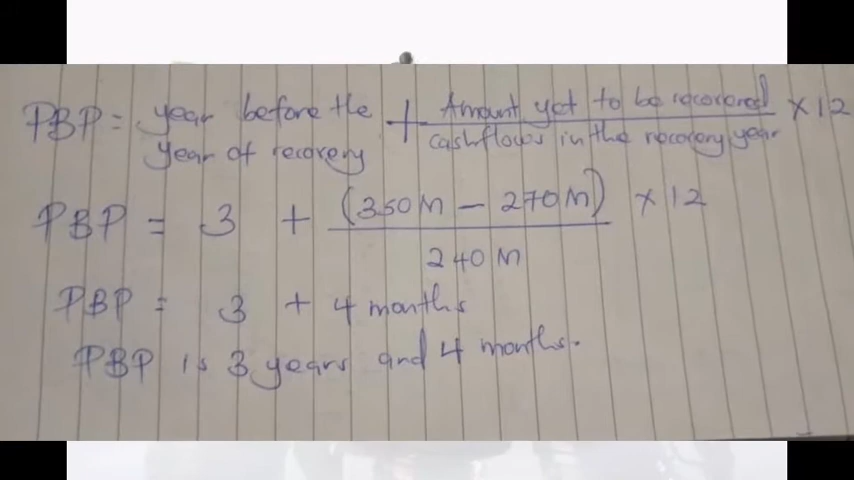 PBP = year before the year of recovery + Amount yet to be recovered / cashflows in the recovery year × 12
PBP = 3 + (350M - 270M) / 240M × 12
PBP = 3 + 4 months
PBP is 3 years and 4 months.